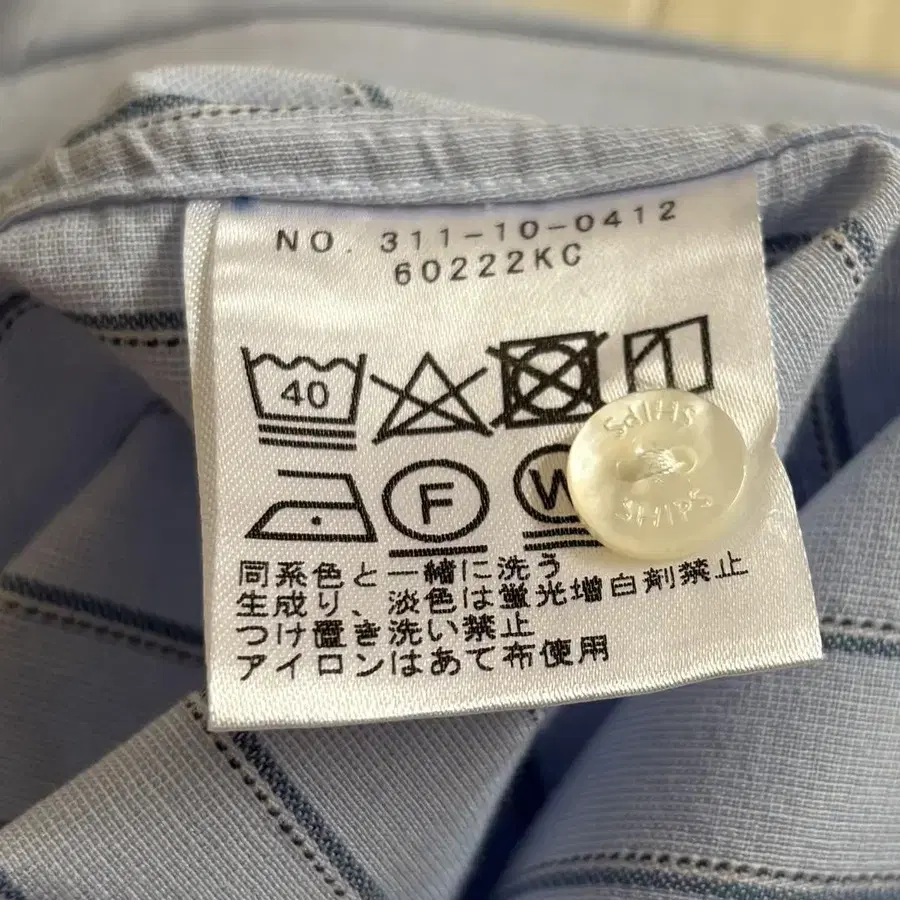 NO. 311-10-0412
60222KC
40
F
W
SHIPS
SHIPS
同系色と一緒に洗う
生成り、淡色は蛍光増白剤禁止
つけ置き洗い禁止
アイロンはあて布使用